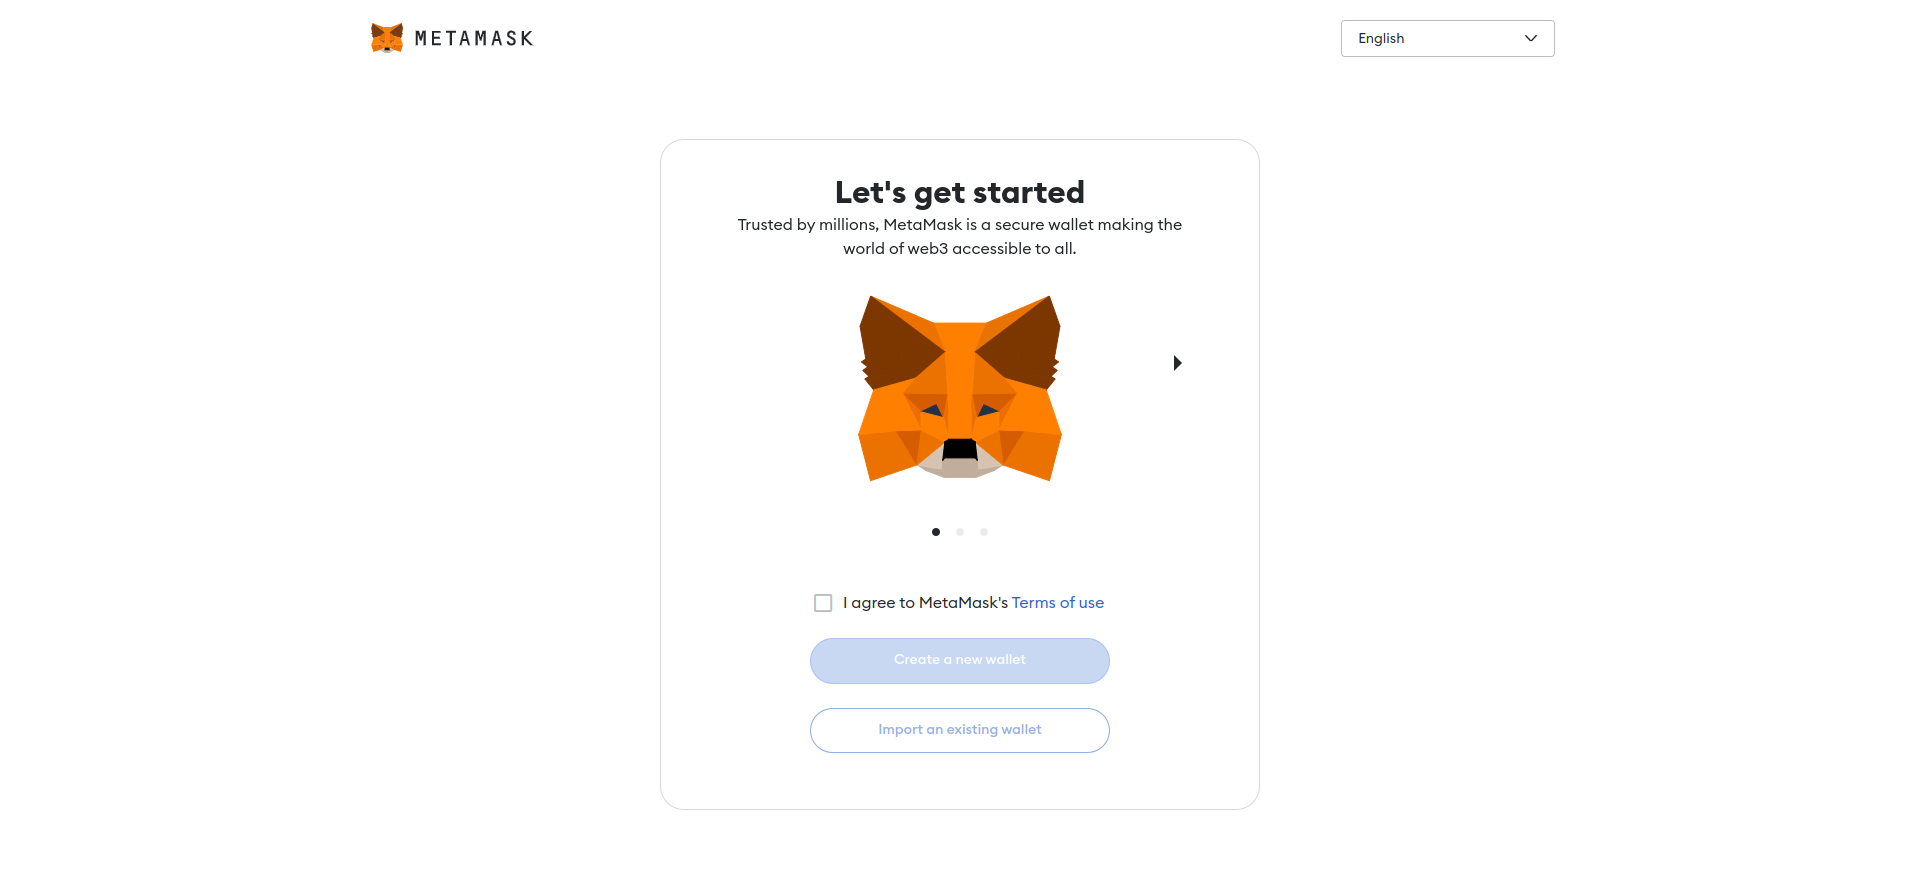 METAMASK
English
Let's get started
Trusted by millions, MetaMask is a secure wallet making the
world of web3 accessible to all.
I agree to MetaMask's Terms of use
Create a new wallet
Import an existing wallet